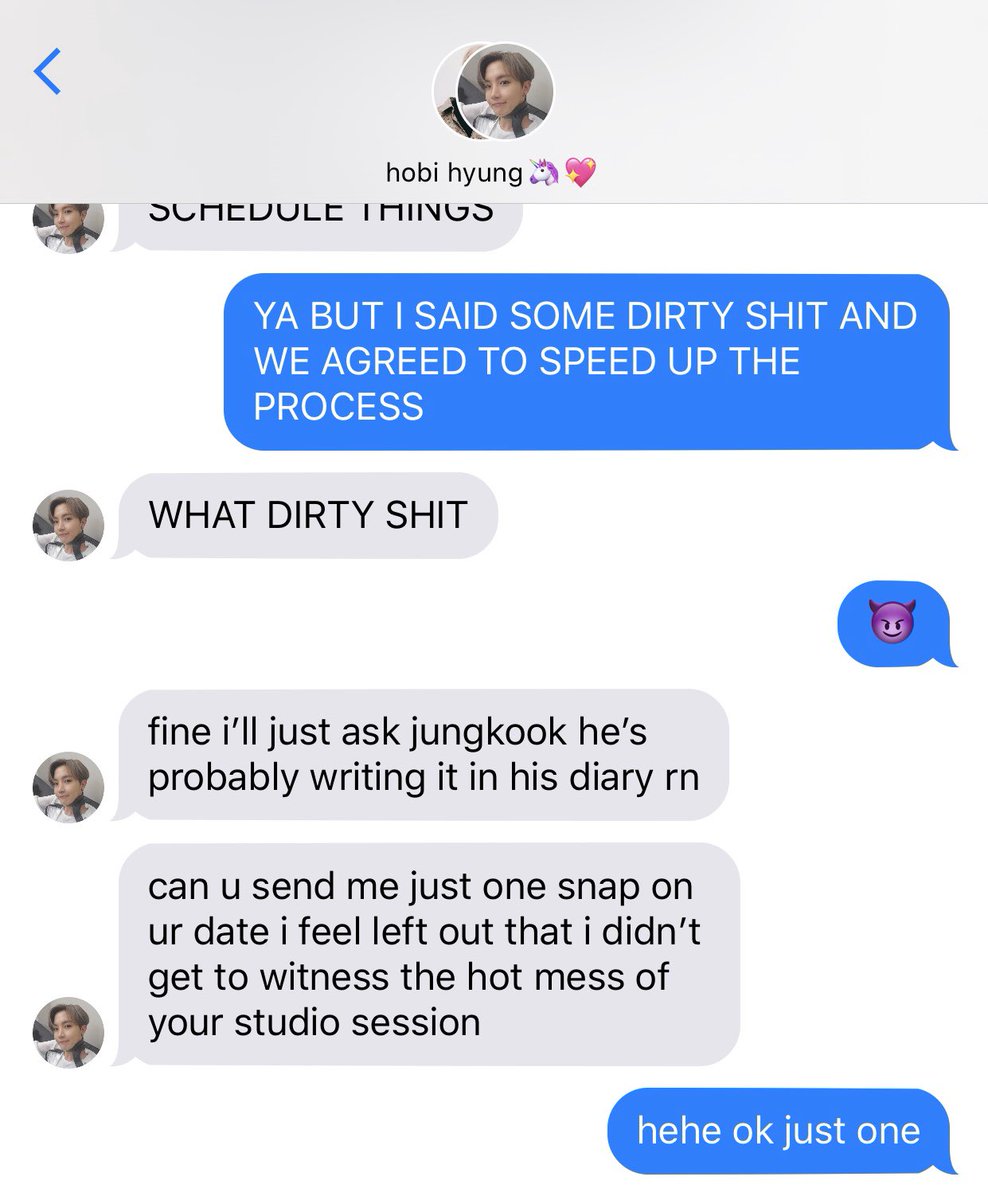 hobi hyung🦄💖
SCHEDULE THINGS
YA BUT I SAID SOME DIRTY SHIT AND
WE AGREED TO SPEED UP THE
PROCESS
WHAT DIRTY SHIT
😈
fine i’ll just ask jungkook he’s
probably writing it in his diary rn
can u send me just one snap on
ur date i feel left out that i didn’t
get to witness the hot mess of
your studio session
hehe ok just one